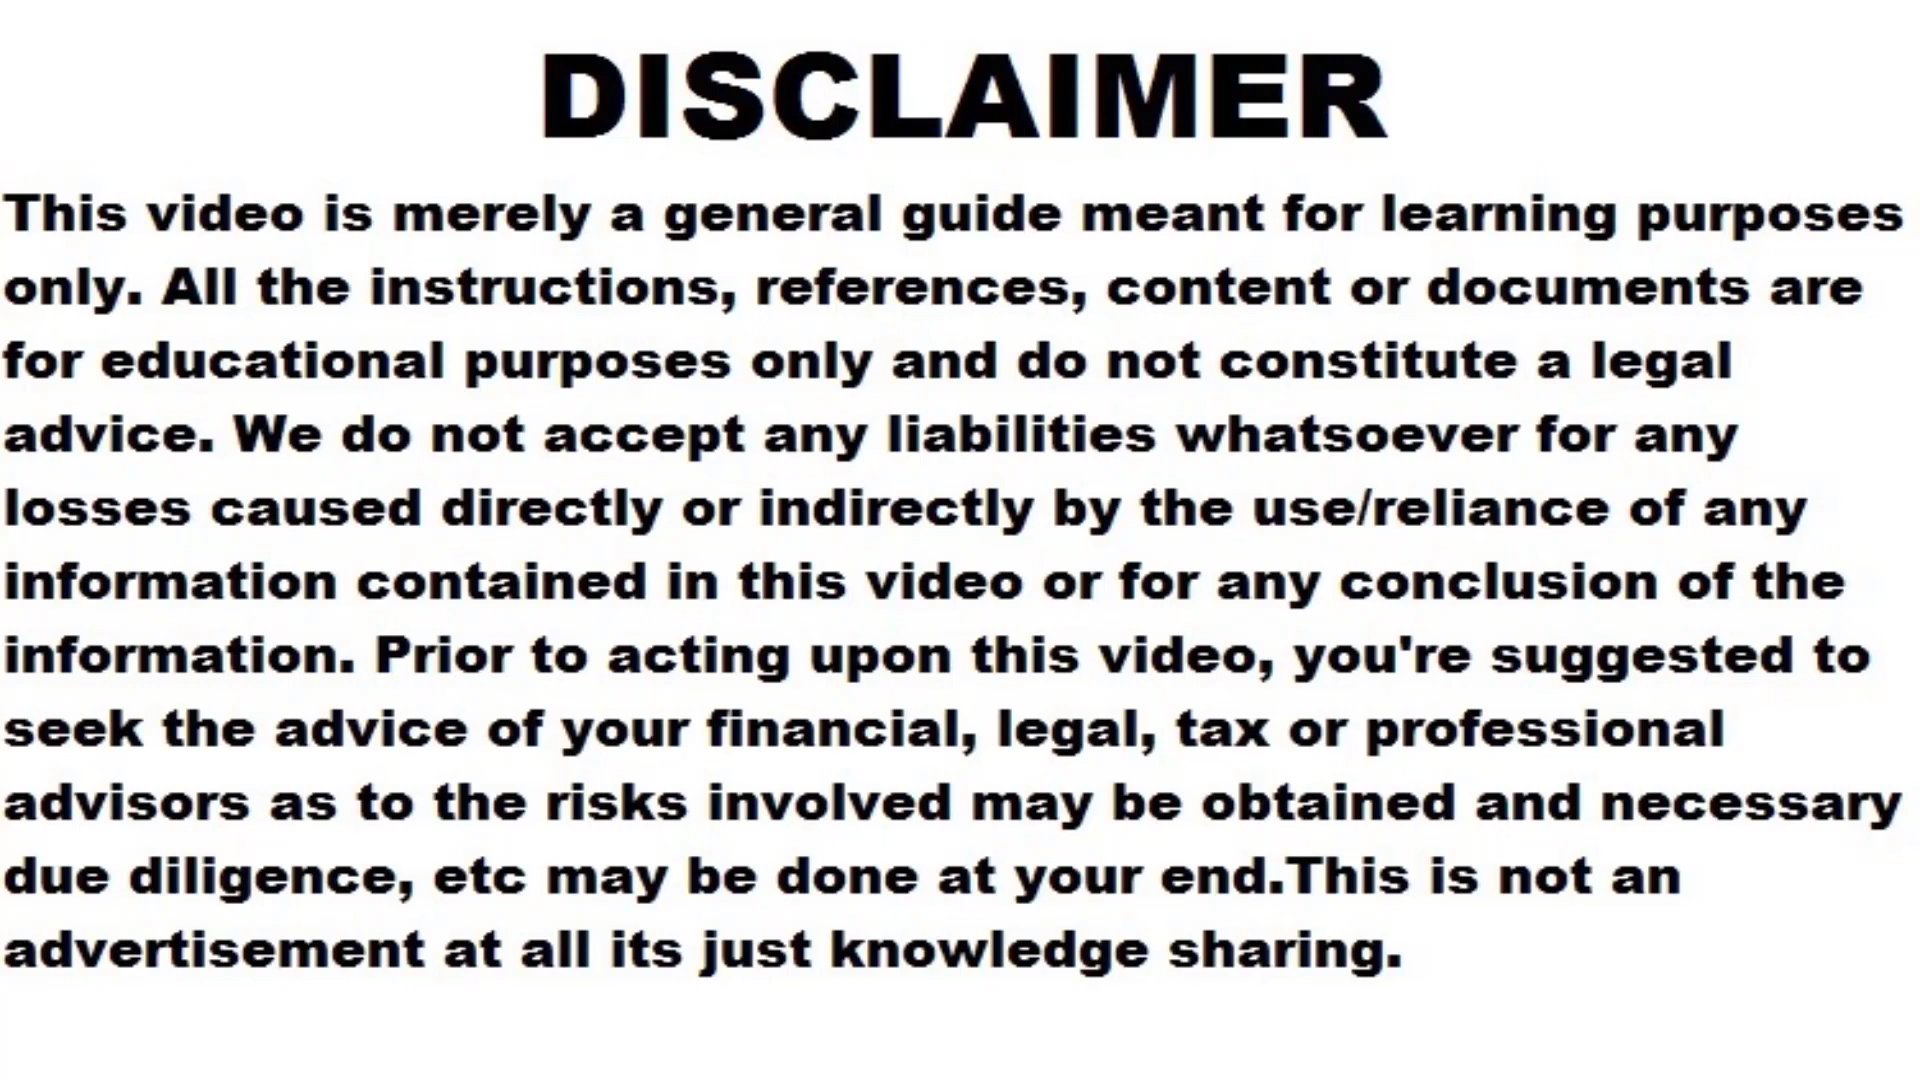 DISCLAIMER
This video is merely a general guide meant for learning purposes
only. All the instructions, references, content or documents are
for educational purposes only and do not constitute a legal
advice. We do not accept any liabilities whatsoever for any
losses caused directly or indirectly by the use/reliance of any
information contained in this video or for any conclusion of the
information. Prior to acting upon this video, you're suggested to
seek the advice of your financial, legal, tax or professional
advisors as to the risks involved may be obtained and necessary
due diligence, etc may be done at your end.This is not an
advertisement at all its just knowledge sharing.